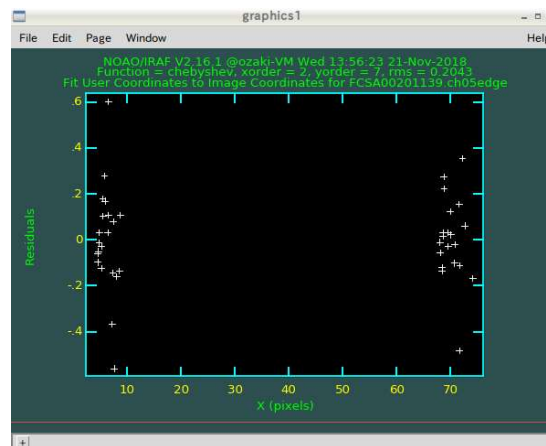 graphics1
File Edit Page Window Help
NOAO/IRAF V2.16.1 @ozaki-VM Wed 13:56:23 21-Nov-2018
Function = chebyshev, xorder = 2, yorder = 7, rms = 0.2043
Fit User Coordinates to Image Coordinates for FCSA00201139.ch05edge
.6
.4
.2
0
-.2
-.4
Residuals
10 20 30 40 50 60 70
X (pixels)